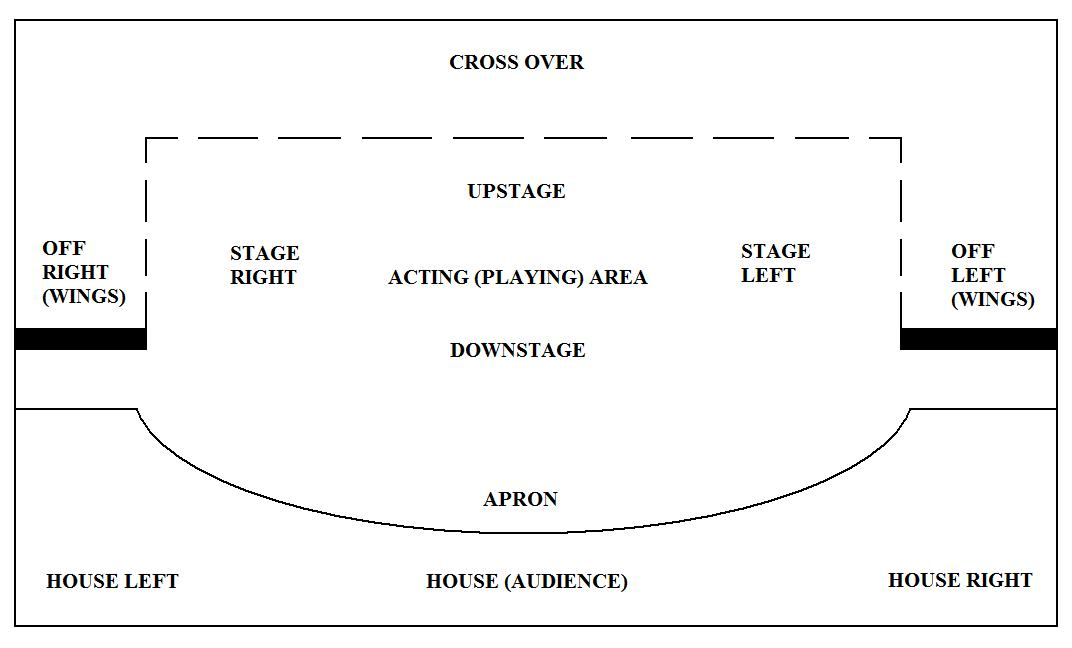 CROSS OVER
UPSTAGE
OFF
RIGHT
(WINGS)
STAGE
RIGHT
ACTING (PLAYING) AREA
STAGE
LEFT
OFF
LEFT
(WINGS)
DOWNSTAGE
APRON
HOUSE LEFT
HOUSE (AUDIENCE)
HOUSE RIGHT